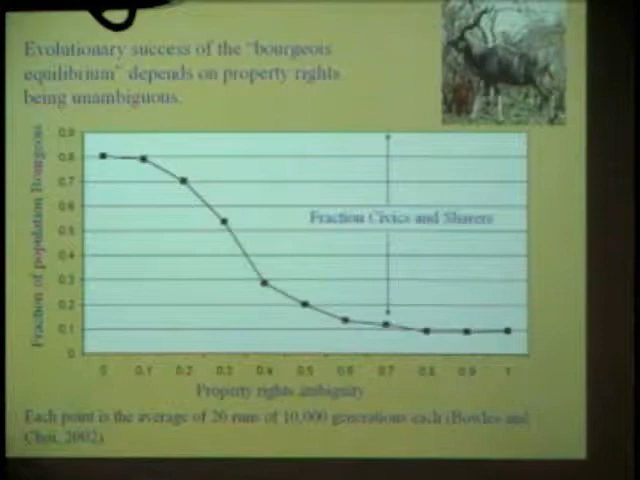 Evolutionary success of the "bourgeois
equilibrium" depends on property rights
being unambiguous.
Fraction of population Bourgeois
0.9
0.8
0.7
0.6
0.5
0.4
0.3
0.2
0.1
0
Fraction Civics and Sharers
0 0.1 0.2 0.3 0.4 0.5 0.6 0.7 0.8 0.9 1
Property rights ambiguity
Each point is the average of 20 runs of 10,000 generations each (Bowles and
Choi, 2002)